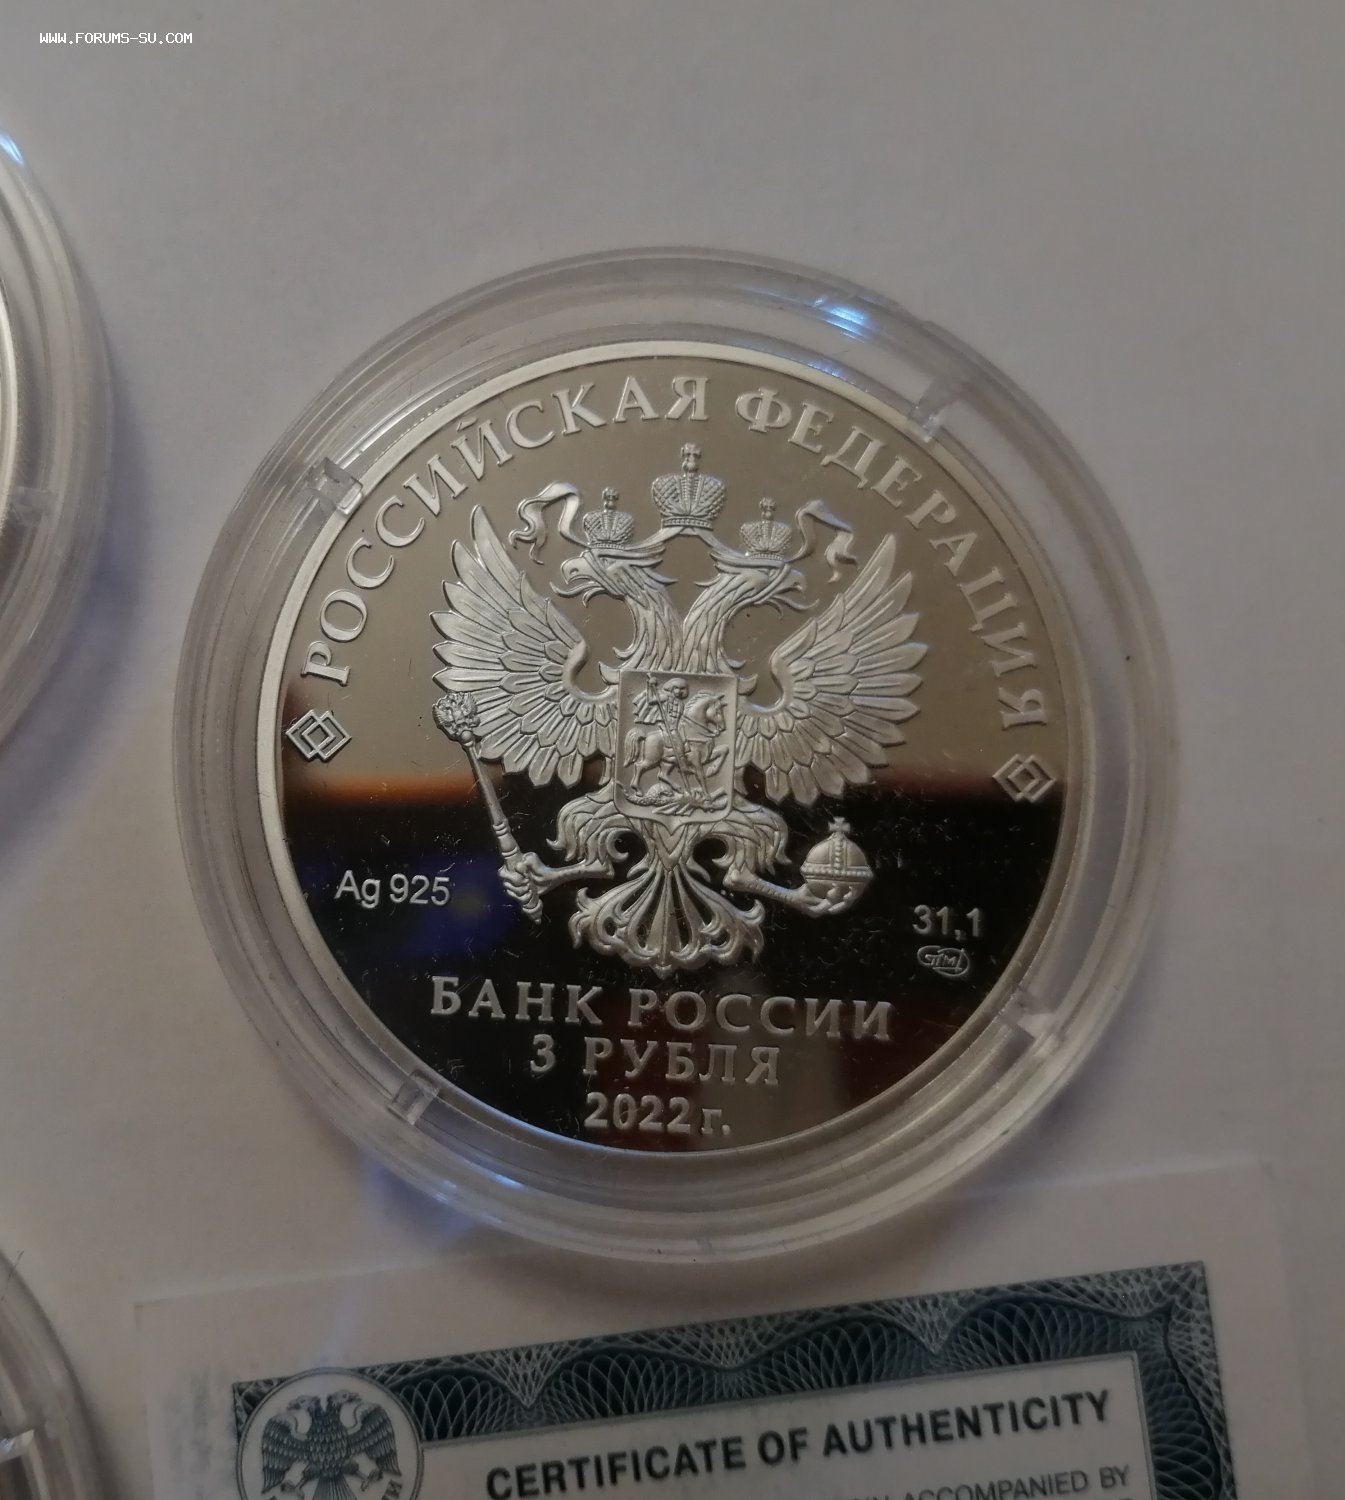 WWW.FORUMS-SU.COM
РОССИЙСКАЯ ФЕДЕРАЦИЯ
Ag 925
31,1
СПМД
БАНК РОССИИ
3 РУБЛЯ
2022 г.
CERTIFICATE OF AUTHENTICITY
ACCOMPANIED BY